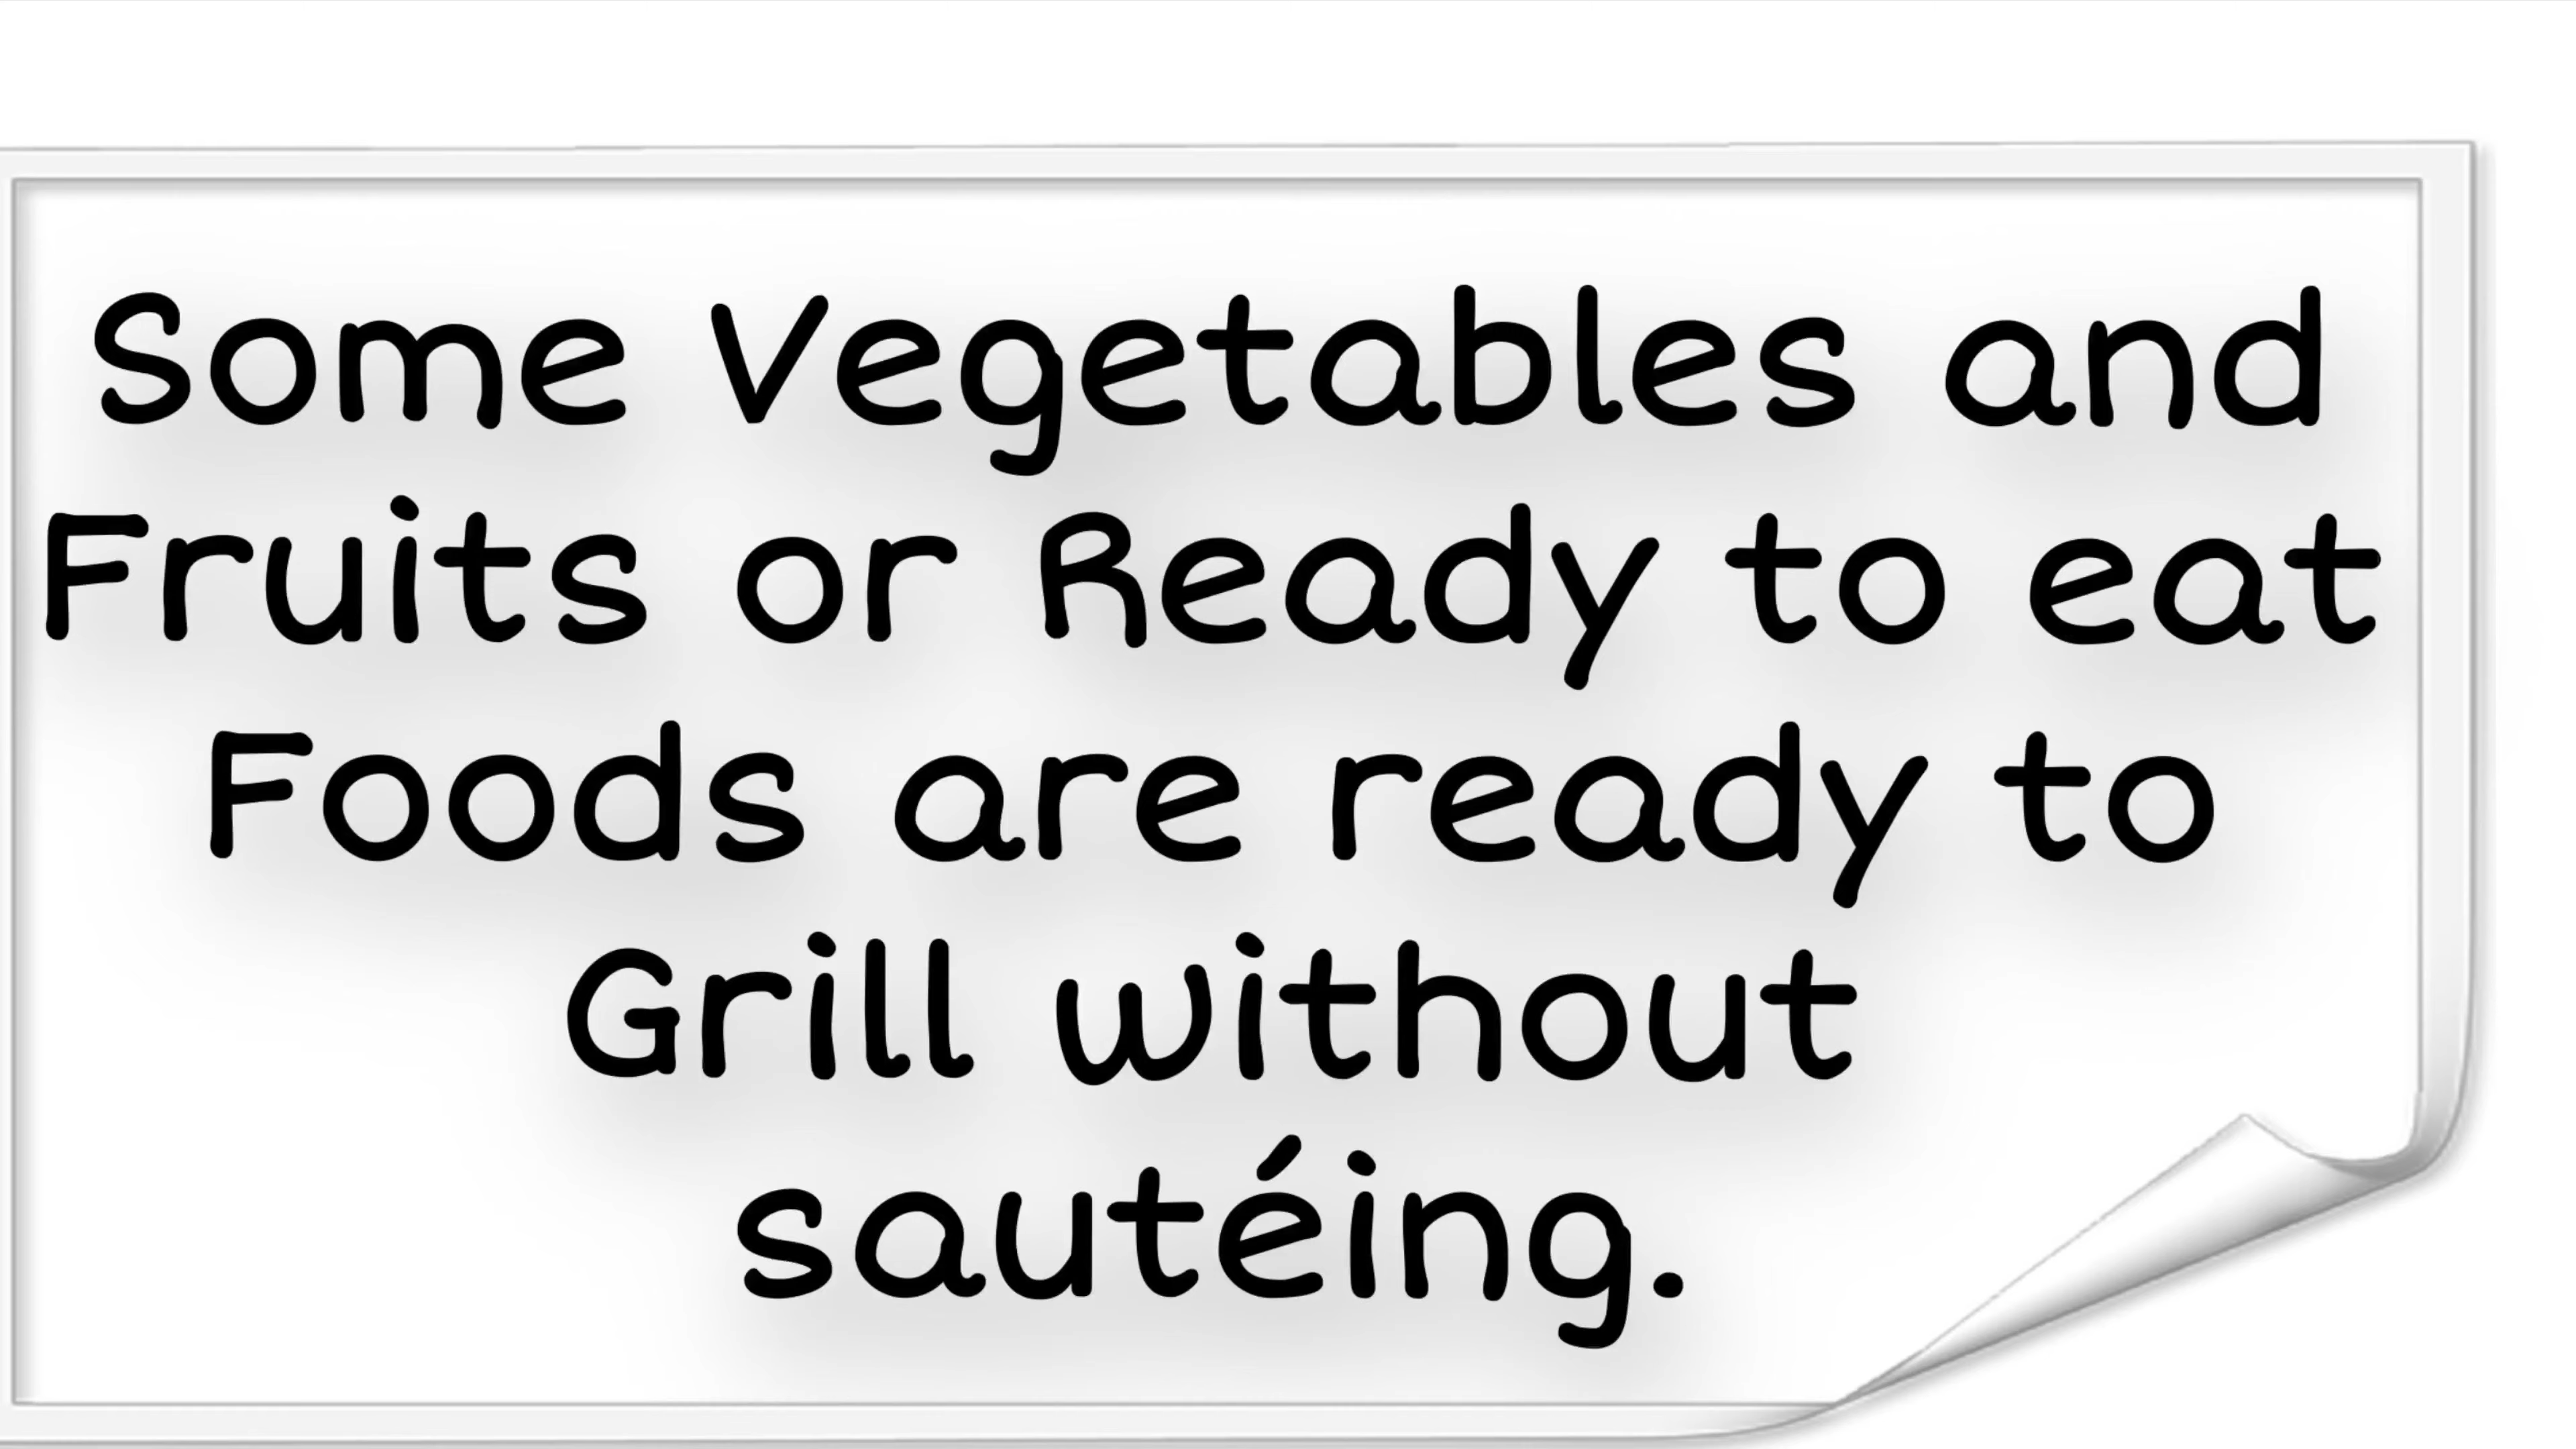 Some Vegetables and
Fruits or Ready to eat
Foods are ready to
Grill without
sautéing.